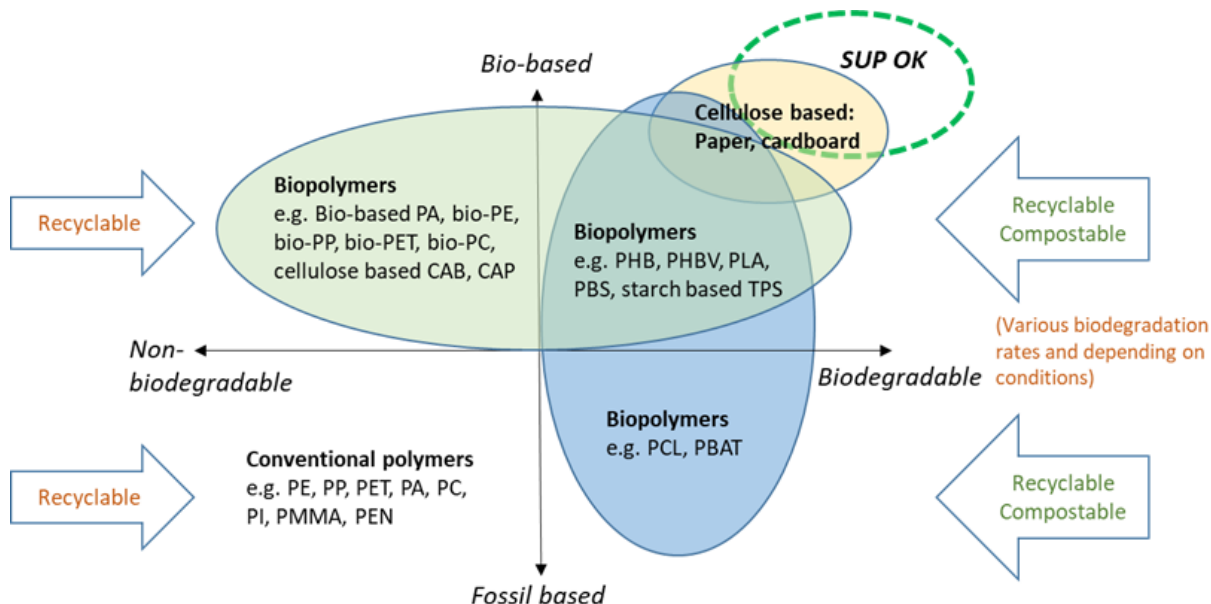 SUP OK
Bio-based
Cellulose based:
Paper, cardboard
Recyclable
Biopolymers
e.g. Bio-based PA, bio-PE,
bio-PP, bio-PET, bio-PC,
cellulose based CAB, CAP
Biopolymers
e.g. PHB, PHBV, PLA,
PBS, starch based TPS
Recyclable
Compostable
(Various biodegradation
rates and depending on
conditions)
Non-
biodegradable
Biodegradable
Biopolymers
e.g. PCL, PBAT
Recyclable
Conventional polymers
e.g. PE, PP, PET, PA, PC,
PI, PMMA, PEN
Recyclable
Compostable
Fossil based